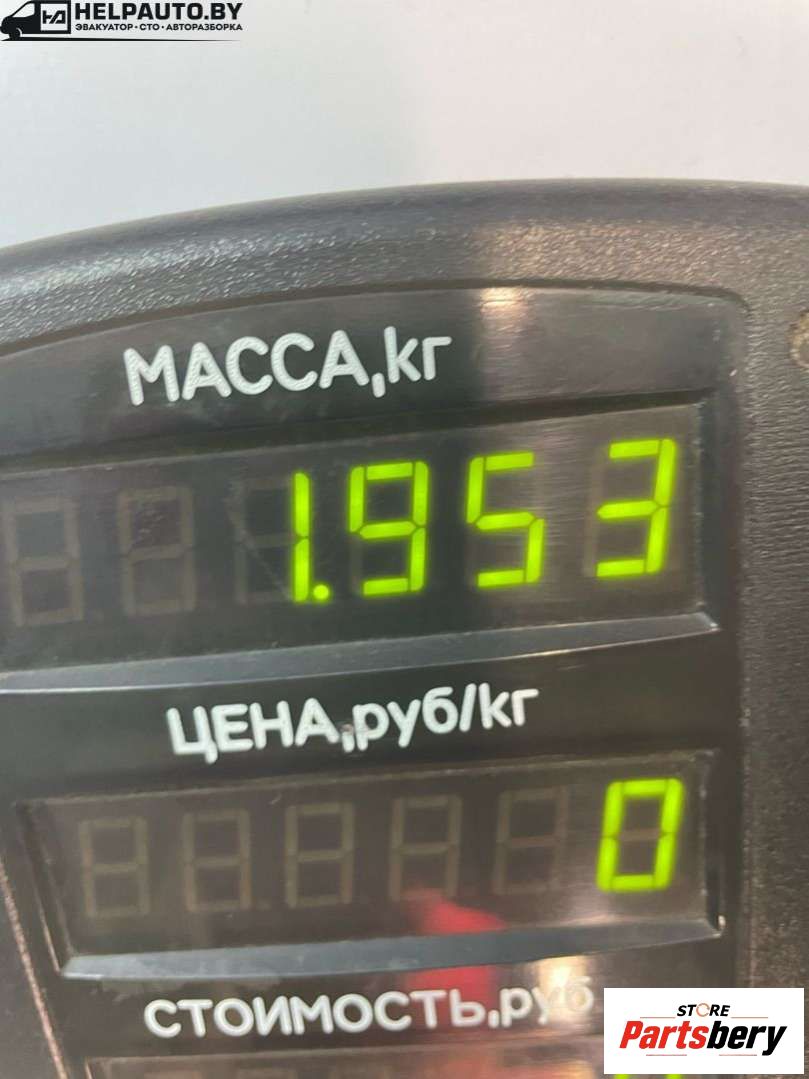 HELPAUTO.BY
ЭВАКУАТОР • СТО • АВТОРАЗБОРКА
МАССА,кг
1.953
ЦЕНА,руб/кг
0
СТОИМОСТЬ,руб
STORE
Partsbery